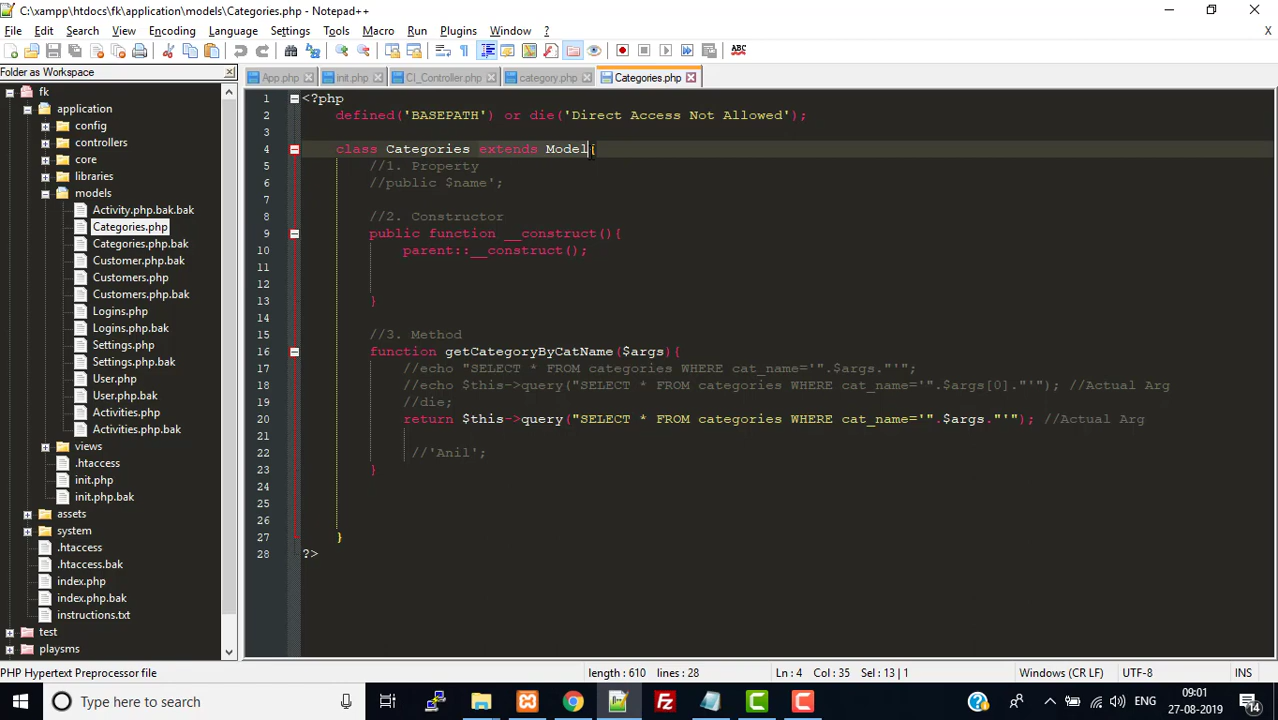 C:\xampp\htdocs\fk\application\models\Categories.php - Notepad++
File Edit Search View Encoding Language Settings Tools Macro Run Plugins Window ? X
Folder as Workspace
App.php init.php CI_Controller.php category.php Categories.php
fk
application
config
controllers
core
libraries
models
Activity.php.bak.bak
Categories.php
Categories.php.bak
Customer.php.bak
Customers.php
Customers.php.bak
Logins.php
Logins.php.bak
Settings.php
Settings.php.bak
User.php
User.php.bak
Activities.php
Activities.php.bak
views
.htaccess
init.php
init.php.bak
assets
system
.htaccess
.htaccess.bak
index.php
index.php.bak
instructions.txt
test
playsms
1 <?php
2 defined('BASEPATH') or die('Direct Access Not Allowed');
3
4 class Categories extends Model{
5 //1. Property
6 //public $name';
7
8 //2. Constructor
9 public function __construct(){
10 parent::__construct();
11
12
13 }
14
15 //3. Method
16 function getCategoryByCatName($args){
17 //echo "SELECT * FROM categories WHERE cat_name='".$args."'";
18 //echo $this->query("SELECT * FROM categories WHERE cat_name='".$args[0]."'"); //Actual Arg
19 //die;
20 return $this->query("SELECT * FROM categories WHERE cat_name='".$args."'"); //Actual Arg
21
22 //'Anil';
23 }
24
25
26
27 }
28 ?>
PHP Hypertext Preprocessor file length : 610 lines : 28 Ln : 4 Col : 35 Sel : 13 | 1 Windows (CR LF) UTF-8 INS
Type here to search
ENG
09:01
27-08-2019
14